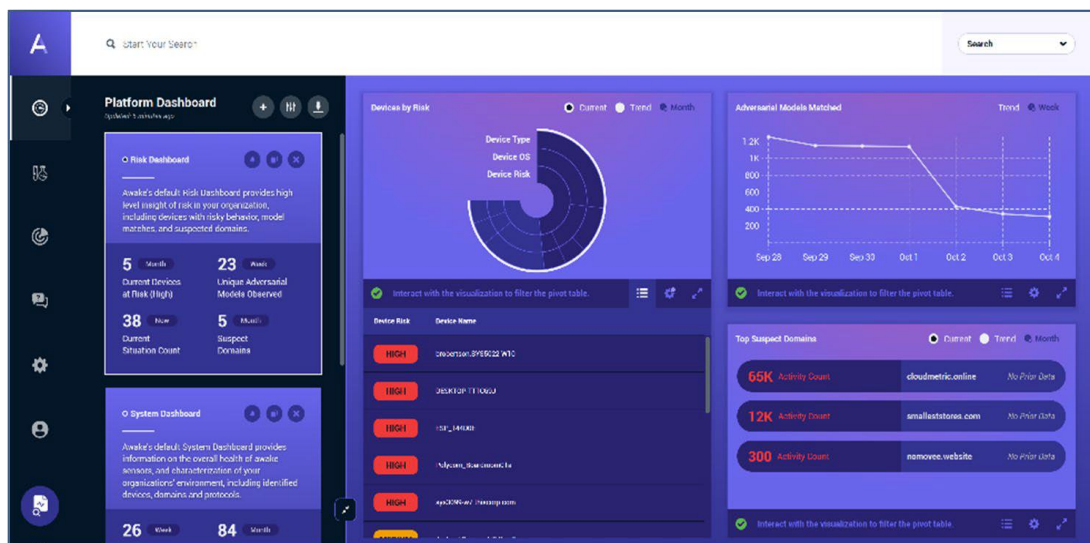 Start Your Search
Search
Platform Dashboard
Updated: 5 minutes ago
Risk Dashboard
Awake's default Risk Dashboard provides high
level insight of risk in your organization,
including devices with risky behavior, model
matches, and suspected domains.
5 Month
Current Devices
at Risk (High)
23 Week
Unique Adversarial
Models Observed
38 Now
Current
Situation Count
5 Month
Suspect
Domains
System Dashboard
Awake's default System Dashboard provides
information on the overall health of awake
sensors, and characterization of your
organizations' environment, including identified
devices, domains and protocols.
26 Week
84 Month
Devices by Risk
Current
Trend
Month
Device Type
Device OS
Device Risk
Interact with the visualization to filter the pivot table.
Device Risk
Device Name
HIGH
HIGH
HIGH
HIGH
HIGH
Adversarial Models Matched
Trend
Week
1.2K
1K
800
600
400
200
Sep 28
Sep 29
Sep 30
Oct 1
Oct 2
Oct 3
Oct 4
Interact with the visualization to filter the pivot table.
Top Suspect Domains
Current
Trend
Month
65K Activity Count cloudmetric.online No Prior Data
12K Activity Count smalleststores.com No Prior Data
300 Activity Count nomovee.website No Prior Data
Interact with the visualization to filter the pivot table.